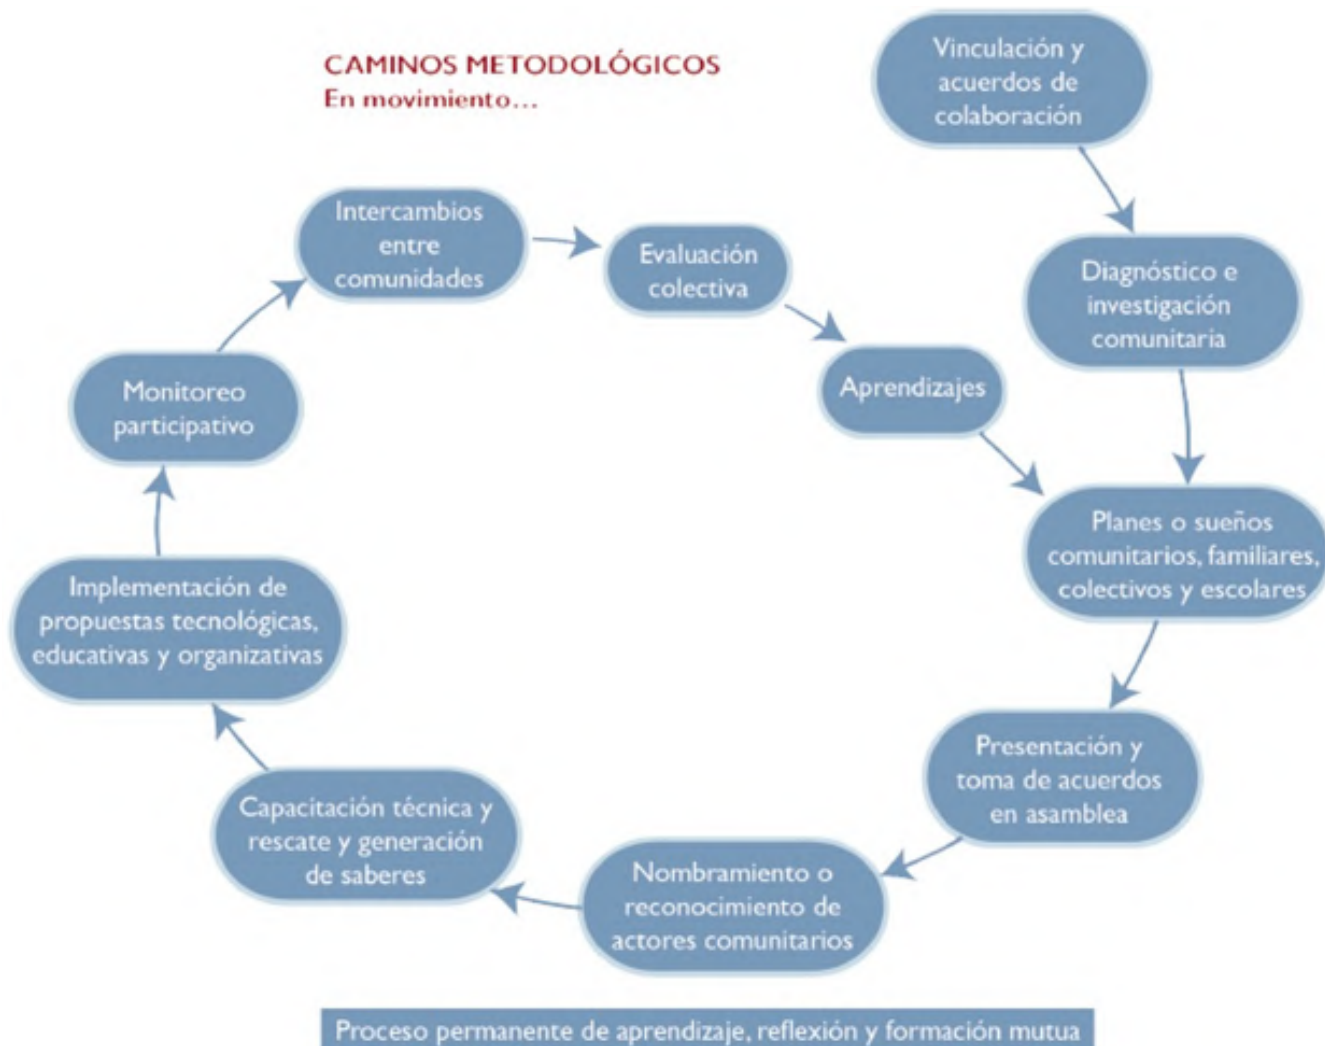 CAMINOS METODOLÓGICOS
En movimiento...
Vinculación y
acuerdos de
colaboración
Diagnóstico e
investigación
comunitaria
Planes o sueños
comunitarios, familiares,
colectivos y escolares
Presentación y
toma de acuerdos
en asamblea
Nombramiento o
reconocimiento de
actores comunitarios
Capacitación técnica y
rescate y generación
de saberes
Implementación de
propuestas tecnológicas,
educativas y organizativas
Monitoreo
participativo
Intercambios
entre
comunidades
Evaluación
colectiva
Aprendizajes
Proceso permanente de aprendizaje, reflexión y formación mutua